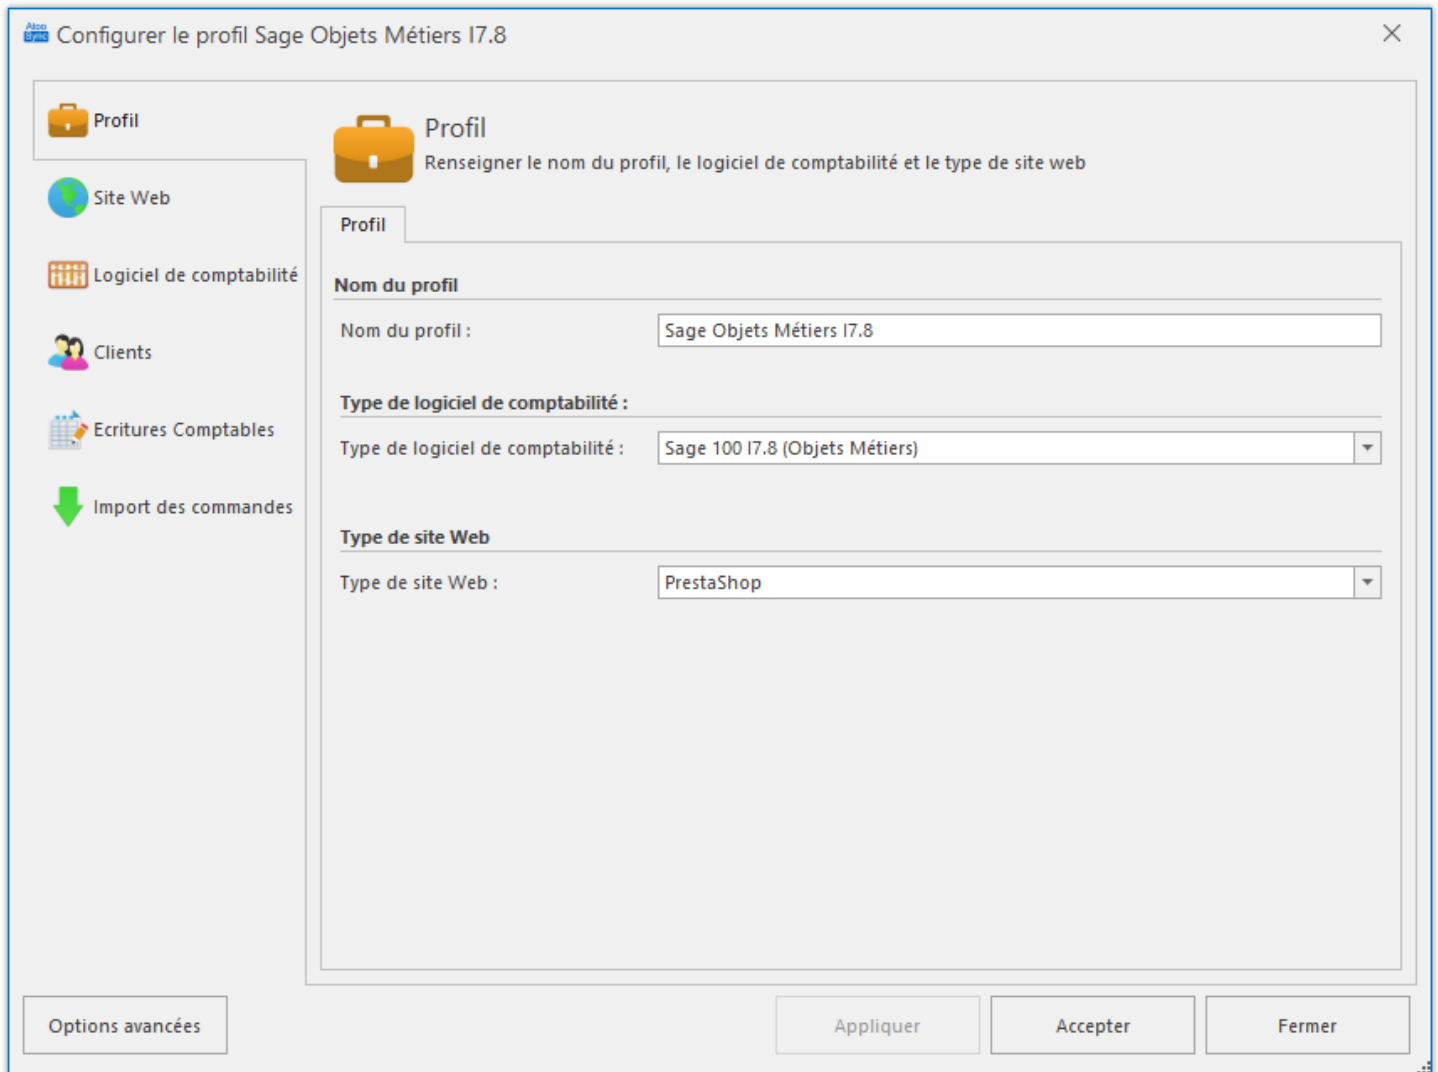 Atoo
Sync
Configurer le profil Sage Objets Métiers I7.8
Profil
Site Web
Logiciel de comptabilité
Clients
Ecritures Comptables
Import des commandes
Profil
Renseigner le nom du profil, le logiciel de comptabilité et le type de site web
Profil
Nom du profil
Nom du profil : Sage Objets Métiers I7.8
Type de logiciel de comptabilité :
Type de logiciel de comptabilité : Sage 100 I7.8 (Objets Métiers)
Type de site Web
Type de site Web : PrestaShop
Options avancées Appliquer Accepter Fermer